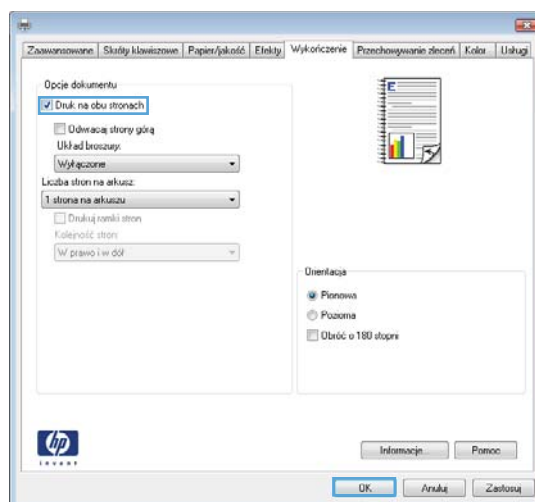 Zaawansowane Skróty klawiszowe Papier/jakość Efekty Wykończenie Przechowywanie zleceń Kolor Usługi
Opcje dokumentu
Druk na obu stronach
Odwracaj strony górą
Układ broszury:
Wyłączone
Liczba stron na arkusz:
1 strona na arkuszu
Drukuj ramki stron
Kolejność stron:
W prawo i w dół
E
Orientacja
Pionowa
Pozioma
Obróć o 180 stopni
hp
invent
Informacje... Pomoc
OK Anuluj Zastosuj